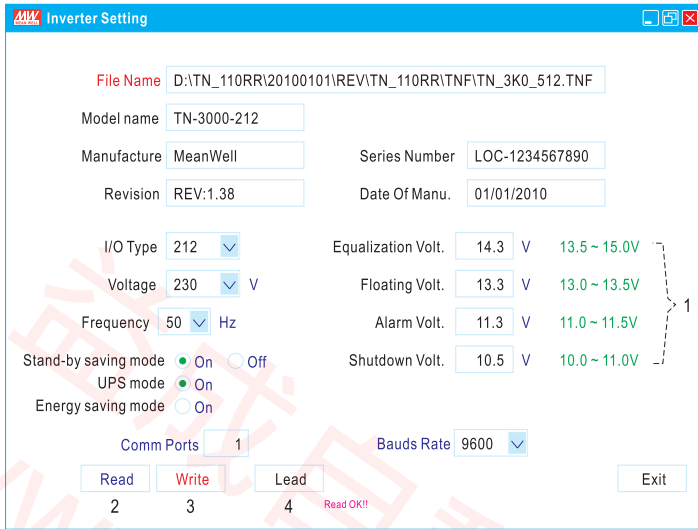 MW MEAN WELL Inverter Setting
File Name D:\TN_110RR\20100101\REV\TN_110RR\TNF\TN_3K0_512.TNF
Model name TN-3000-212
Manufacture MeanWell Series Number LOC-1234567890
Revision REV:1.38 Date Of Manu. 01/01/2010
I/O Type 212 Equalization Volt. 14.3 V 13.5 ~ 15.0V
Voltage 230 V Floating Volt. 13.3 V 13.0 ~ 13.5V
1
Frequency 50 Hz Alarm Volt. 11.3 V 11.0 ~ 11.5V
Stand-by saving mode On Off Shutdown Volt. 10.5 V 10.0 ~ 11.0V
UPS mode On
Energy saving mode On
Comm Ports 1 Bauds Rate 9600
Read Write Lead Exit
2 3 4 Read OK!!